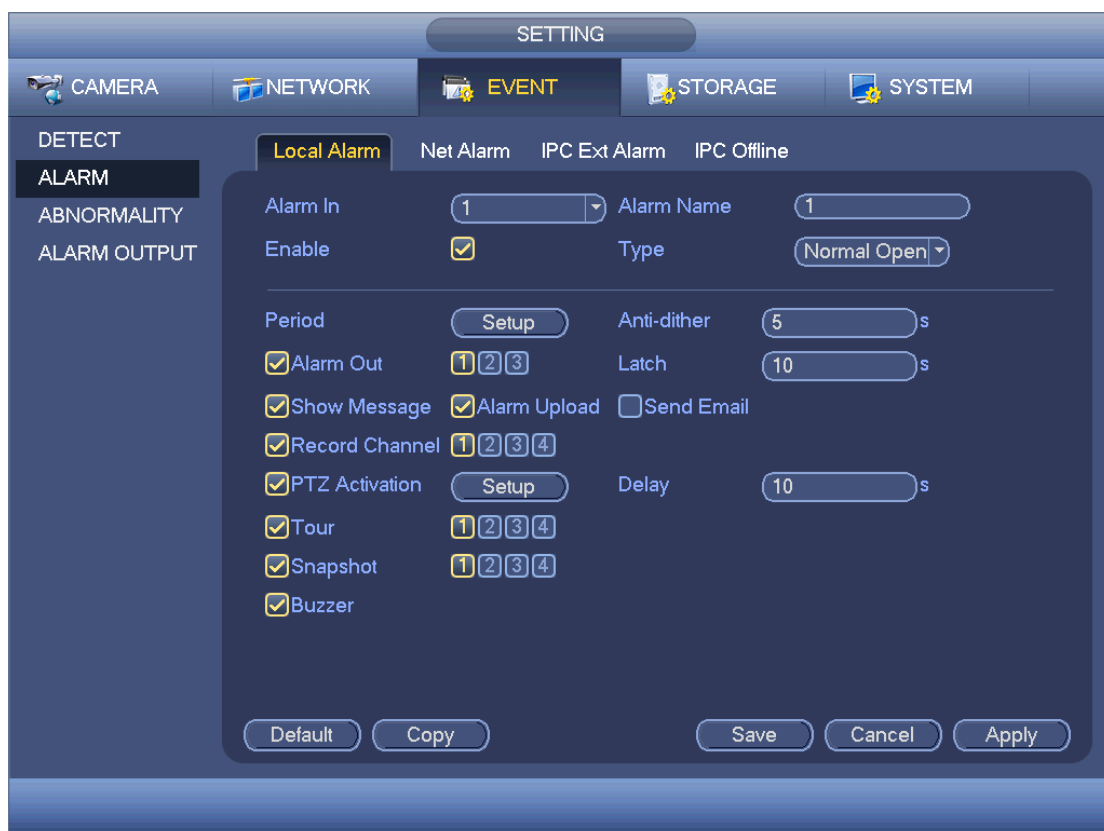 SETTING
CAMERA NETWORK EVENT STORAGE SYSTEM
DETECT
ALARM
ABNORMALITY
ALARM OUTPUT
Local Alarm Net Alarm IPC Ext Alarm IPC Offline
Alarm In 1 Alarm Name 1
Enable Type Normal Open
Period Setup Anti-dither 5 s
Alarm Out 1 2 3 Latch 10 s
Show Message Alarm Upload Send Email
Record Channel 1 2 3 4
PTZ Activation Setup Delay 10 s
Tour 1 2 3 4
Snapshot 1 2 3 4
Buzzer
Default Copy Save Cancel Apply